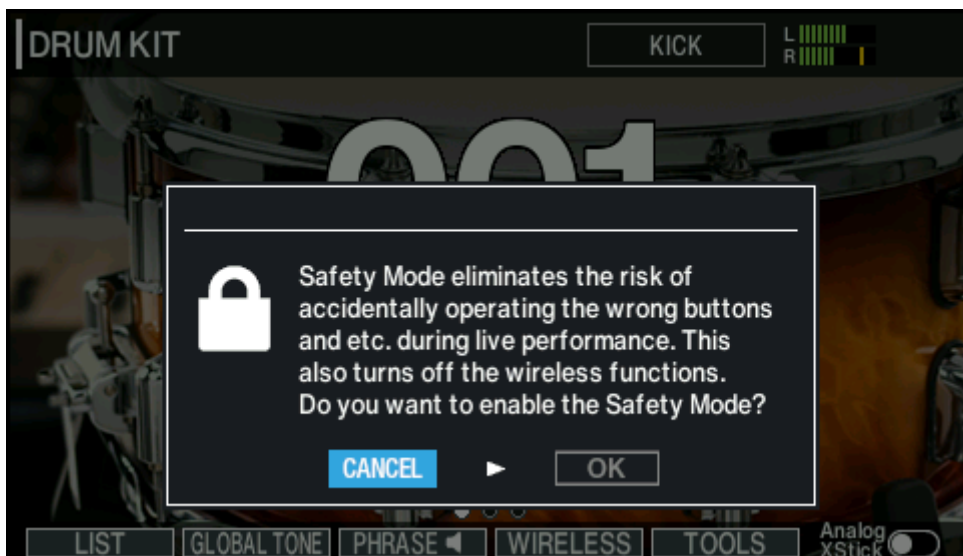 DRUM KIT
KICK
L
R
001
Safety Mode eliminates the risk of
accidentally operating the wrong buttons
and etc. during live performance. This
also turns off the wireless functions.
Do you want to enable the Safety Mode?
CANCEL
OK
LIST GLOBAL TONE PHRASE WIRELESS TOOLS
Analog
XStick